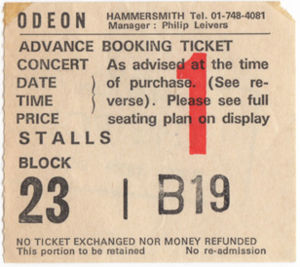 ODEON HAMMERSMITH Tel. 01-748-4081
Manager : Philip Leivers
ADVANCE BOOKING TICKET
CONCERT As advised at the time
DATE } of purchase. (See re-
TIME verse). Please see full
PRICE seating plan on display
1
STALLS
BLOCK
23 | B19
NO TICKET EXCHANGED NOR MONEY REFUNDED
This portion to be retained No re-admission